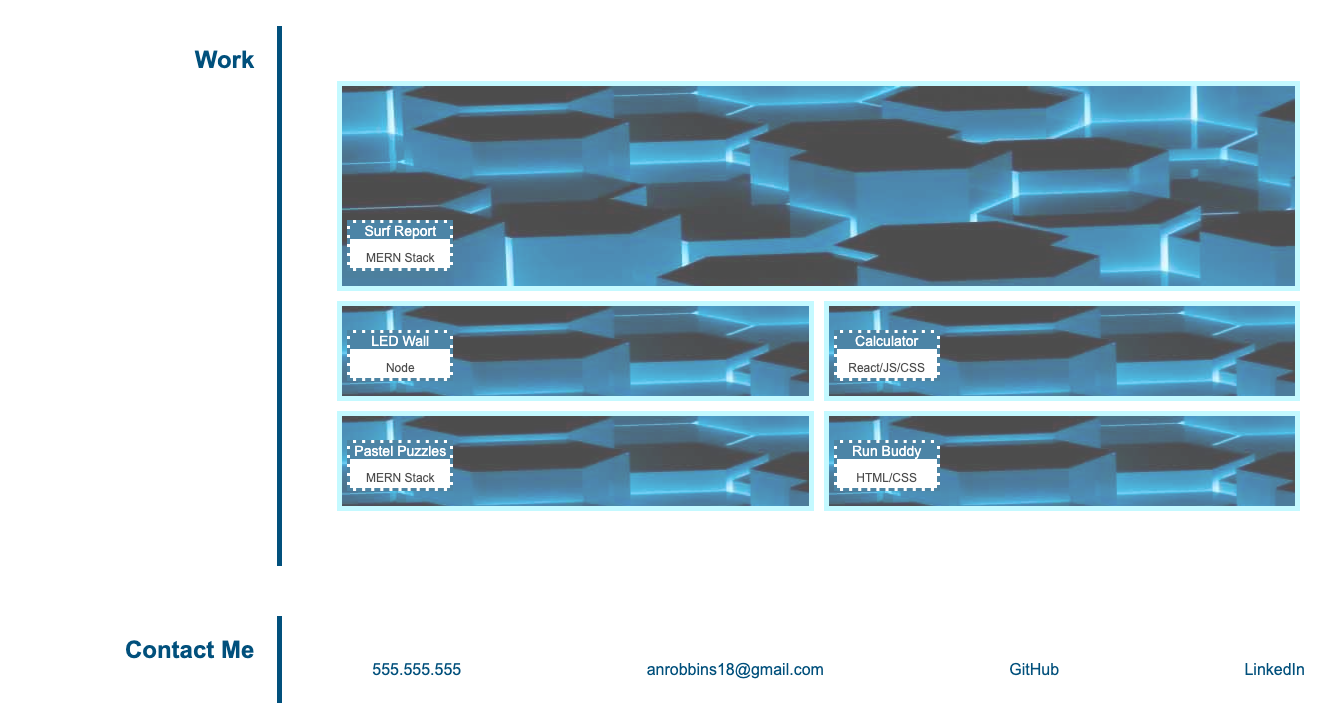 Work
Surf Report
MERN Stack
LED Wall
Node
Calculator
React/JS/CSS
Pastel Puzzles
MERN Stack
Run Buddy
HTML/CSS
Contact Me
555.555.555
anrobbins18@gmail.com
GitHub
LinkedIn